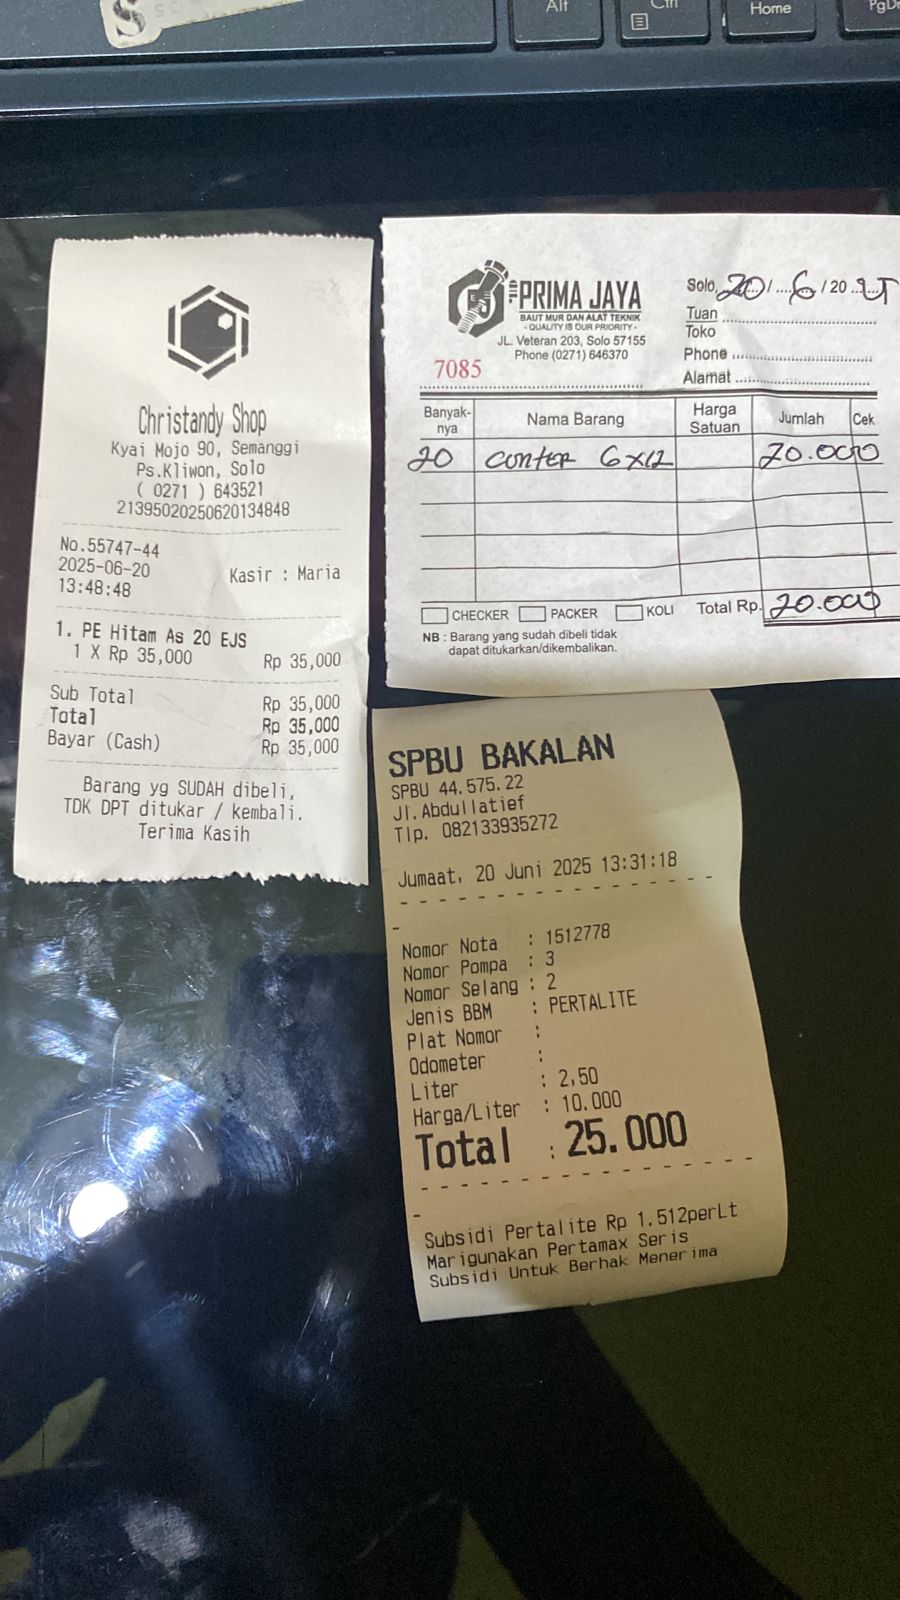 Alt
Ctrl
Home
Christandy Shop
Kyai Mojo 90, Semanggi
Ps.Kliwon, Solo
( 0271 ) 643521
21395020250620134848
No.55747-44
2025-06-20
13:48:48
Kasir : Maria
1. PE Hitam As 20 EJS
1 X Rp 35,000 Rp 35,000
Sub Total Rp 35,000
Total Rp 35,000
Bayar (Cash) Rp 35,000
Barang yg SUDAH dibeli,
TDK DPT ditukar / kembali.
Terima Kasih
PRIMA JAYA
BAUT MUR DAN ALAT TEKNIK
- QUALITY IS OUR PRIORITY -
JL. Veteran 203, Solo 57155
Phone (0271) 646370
7085
Solo, 20 / 6 / 20 25
Tuan
Toko
Phone
Alamat
Banyak-nya Nama Barang Harga Satuan Jumlah Cek
20 conter 6x12 20.000
CHECKER PACKER KOLI Total Rp. 20.000
NB : Barang yang sudah dibeli tidak
dapat ditukarkan/dikembalikan.
SPBU BAKALAN
SPBU 44.575.22
Jl.Abdullatief
Tlp. 082133935272
Jumaat, 20 Juni 2025 13:31:18
Nomor Nota : 1512778
Nomor Pompa : 3
Nomor Selang : 2
Jenis BBM : PERTALITE
Plat Nomor :
Odometer :
Liter : 2,50
Harga/Liter : 10.000
Total : 25.000
Subsidi Pertalite Rp 1.512perLt
Marigunakan Pertamax Seris
Subsidi Untuk Berhak Menerima